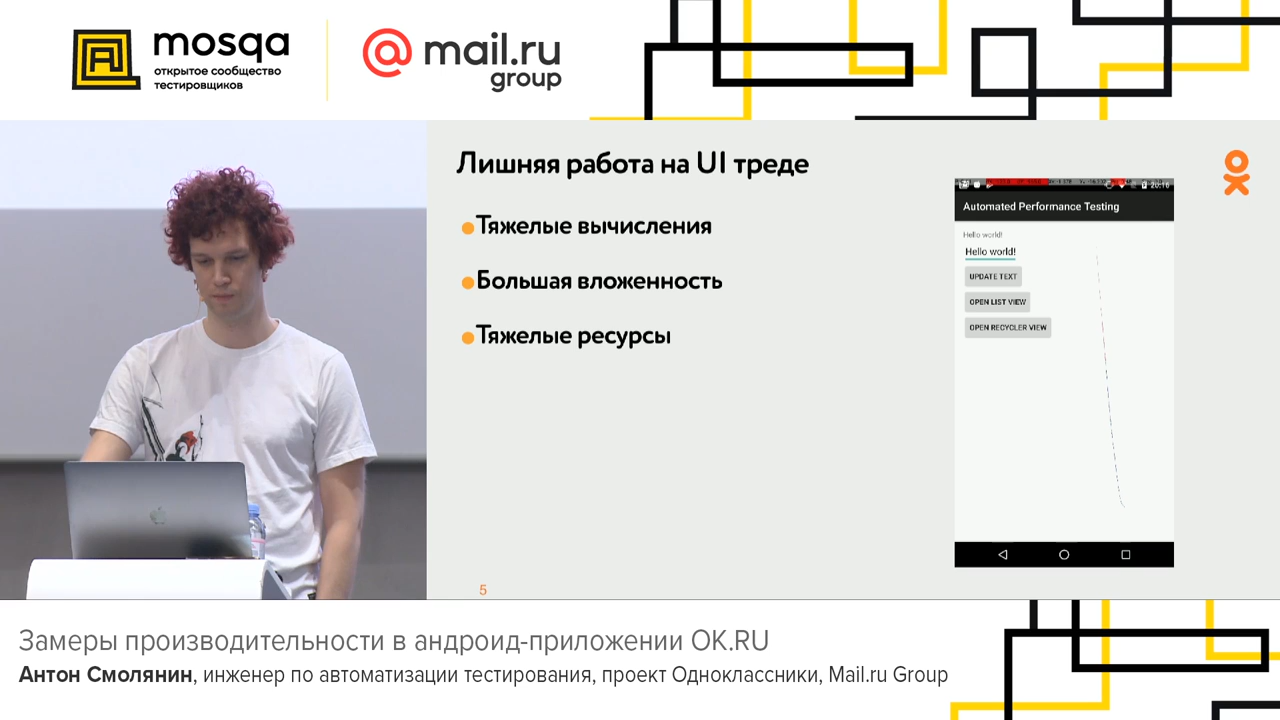 mosqa
открытое сообщество
тестировщиков
@mail.ru
group
Лишняя работа на UI треде
Тяжелые вычисления
Большая вложенность
Тяжелые ресурсы
20:16
Automated Performance Testing
Hello world!
Hello world!
UPDATE TEXT
OPEN LIST VIEW
OPEN RECYCLER VIEW
5
Замеры производительности в андроид-приложении OK.RU
Антон Смолянин, инженер по автоматизации тестирования, проект Одноклассники, Mail.ru Group